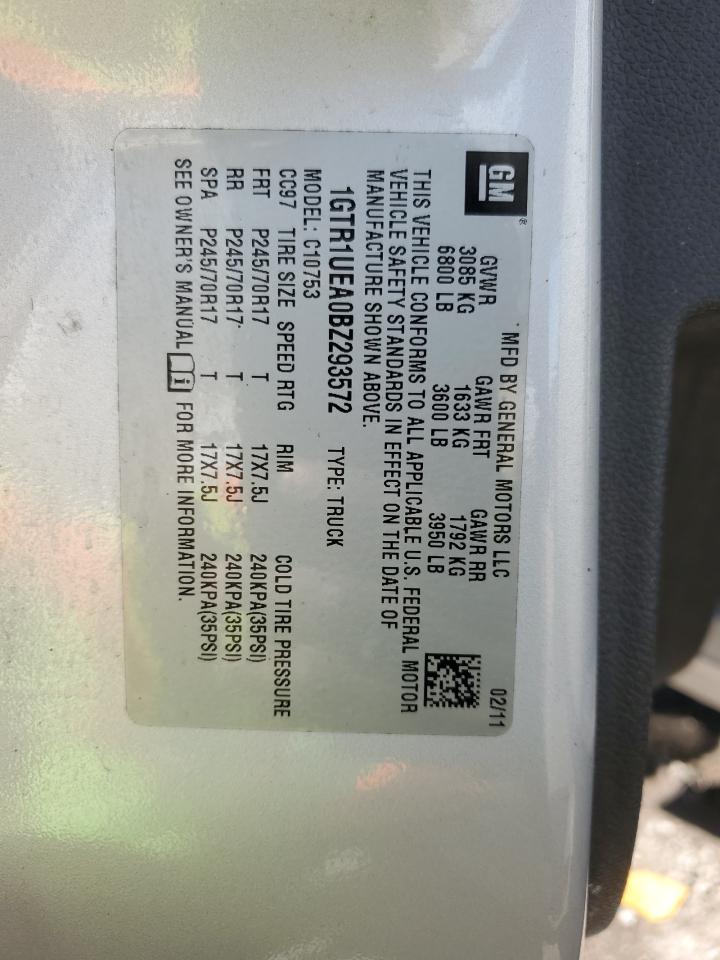 GM ®
MFD BY GENERAL MOTORS LLC 02/11
GVWR GAWR FRT GAWR RR
3085 KG 1633 KG 1792 KG
6800 LB 3600 LB 3950 LB
THIS VEHICLE CONFORMS TO ALL APPLICABLE U.S. FEDERAL MOTOR
VEHICLE SAFETY STANDARDS IN EFFECT ON THE DATE OF
MANUFACTURE SHOWN ABOVE.
1GTR1UEA0BZ293572 TYPE: TRUCK
MODEL: C10753
CC97 TIRE SIZE SPEED RTG RIM COLD TIRE PRESSURE
FRT P245/70R17 T 17X7.5J 240KPA(35PSI)
RR P245/70R17 T 17X7.5J 240KPA(35PSI)
SPA P245/70R17 T 17X7.5J 240KPA(35PSI)
SEE OWNER'S MANUAL FOR MORE INFORMATION.